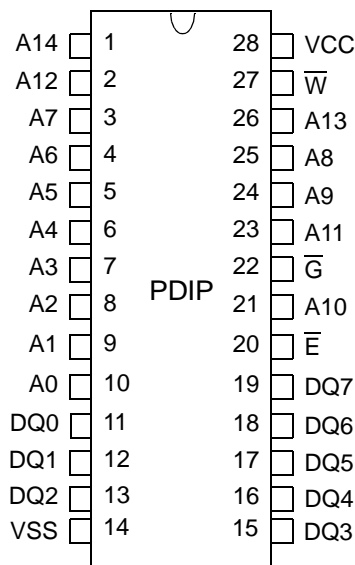 A14 1 28 VCC
A12 2 27 W̅
A7 3 26 A13
A6 4 25 A8
A5 5 24 A9
A4 6 23 A11
A3 7 22 G̅
PDIP
A2 8 21 A10
A1 9 20 E̅
A0 10 19 DQ7
DQ0 11 18 DQ6
DQ1 12 17 DQ5
DQ2 13 16 DQ4
VSS 14 15 DQ3